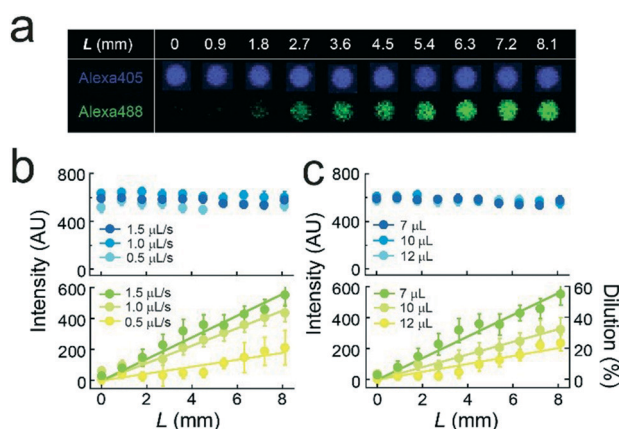 a
L (mm) 0 0.9 1.8 2.7 3.6 4.5 5.4 6.3 7.2 8.1
Alexa405
Alexa488
b
Intensity (AU)
800
400
0
1.5 μL/s
1.0 μL/s
0.5 μL/s
600
400
200
0
1.5 μL/s
1.0 μL/s
0.5 μL/s
0 2 4 6 8
L (mm)
c
Intensity (AU)
800
400
0
7 μL
10 μL
12 μL
600
400
200
0
7 μL
10 μL
12 μL
60
40
20
0
Dilution (%)
0 2 4 6 8
L (mm)